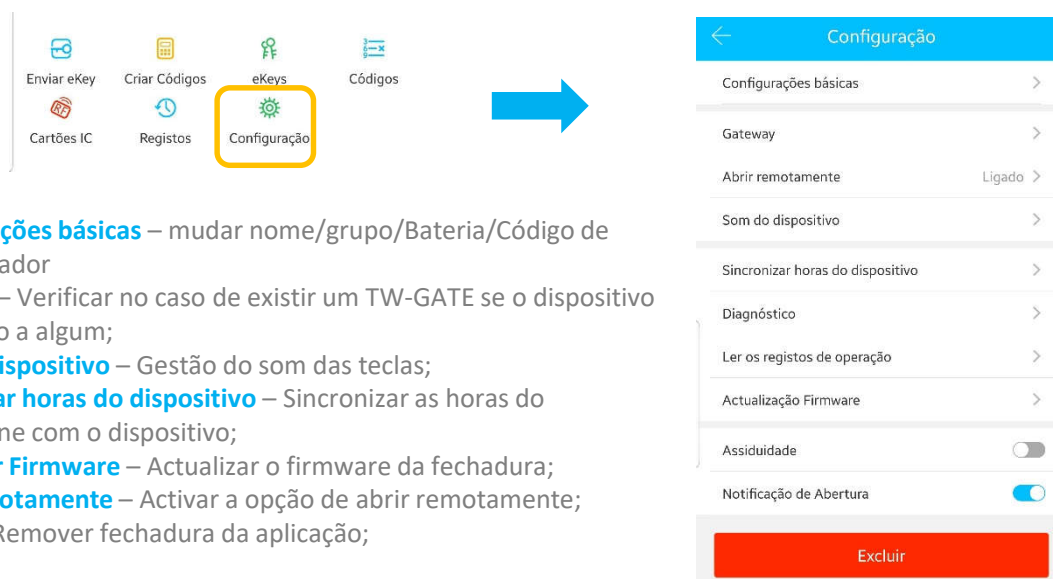 Enviar eKey Criar Códigos eKeys Códigos
Cartões IC Registos Configuração
ções básicas – mudar nome/grupo/Bateria/Código de
ador
– Verificar no caso de existir um TW-GATE se o dispositivo
o a algum;
ispositivo – Gestão do som das teclas;
ar horas do dispositivo – Sincronizar as horas do
ne com o dispositivo;
r Firmware – Actualizar o firmware da fechadura;
otamente – Activar a opção de abrir remotamente;
Remover fechadura da aplicação;
Configuração
Configurações básicas
Gateway
Abrir remotamente Ligado
Som do dispositivo
Sincronizar horas do dispositivo
Diagnóstico
Ler os registos de operação
Actualização Firmware
Assiduidade
Notificação de Abertura
Excluir